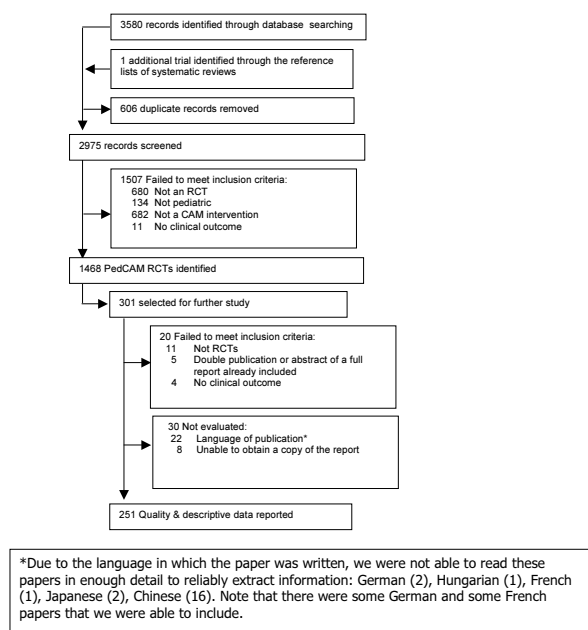 3580 records identified through database searching
1 additional trial identified through the reference
lists of systematic reviews
606 duplicate records removed
2975 records screened
1507 Failed to meet inclusion criteria:
680 Not an RCT
134 Not pediatric
682 Not a CAM intervention
11 No clinical outcome
1468 PedCAM RCTs identified
301 selected for further study
20 Failed to meet inclusion criteria:
11 Not RCTs
5 Double publication or abstract of a full
report already included
4 No clinical outcome
30 Not evaluated:
22 Language of publication*
8 Unable to obtain a copy of the report
251 Quality & descriptive data reported
*Due to the language in which the paper was written, we were not able to read these
papers in enough detail to reliably extract information: German (2), Hungarian (1), French
(1), Japanese (2), Chinese (16). Note that there were some German and some French
papers that we were able to include.